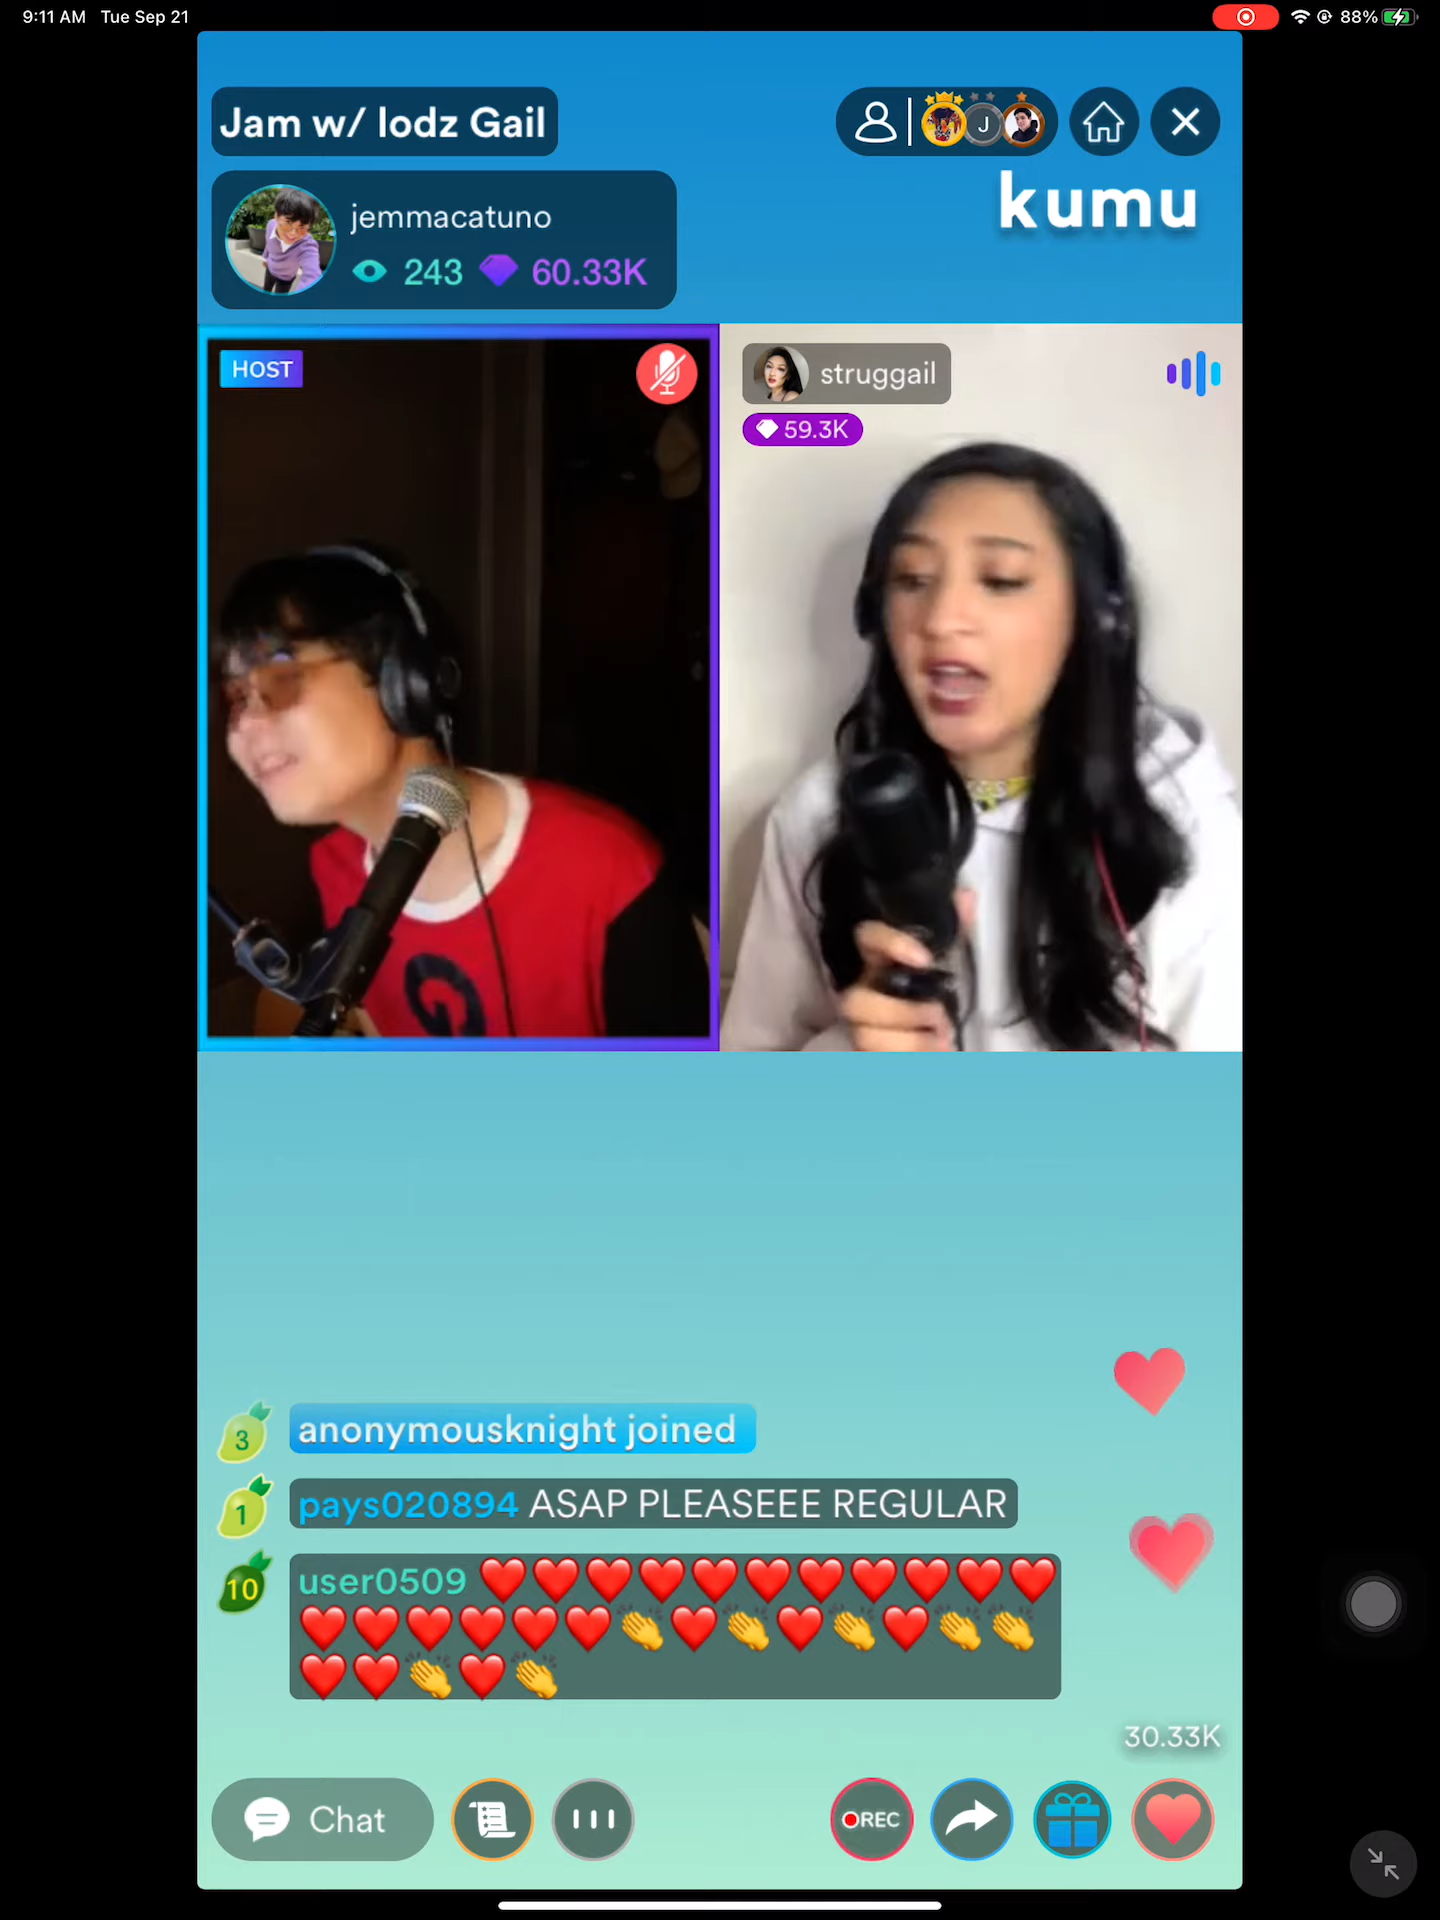 9:11 AM Tue Sep 21
88%
Jam w/ lodz Gail
J
jemmacatuno
243 60.33K
kumu
HOST
struggail
59.3K
G
3 anonymousknight joined
1 pays020894 ASAP PLEASEEE REGULAR
10 user0509 ❤️❤️❤️❤️❤️❤️❤️❤️❤️❤️❤️
❤️❤️❤️❤️❤️❤️👏❤️👏❤️👏❤️👏👏
❤️❤️👏❤️👏
30.33K
Chat
REC